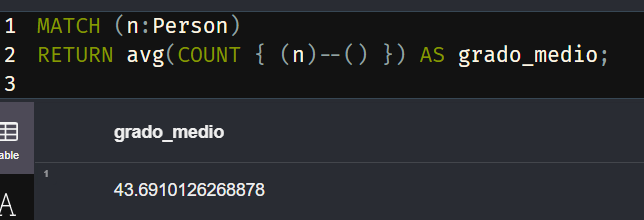 1 MATCH (n:Person)
2 RETURN avg(COUNT { (n)--() }) AS grado_medio;
3
grado_medio
able
1
43.6910126268878
A